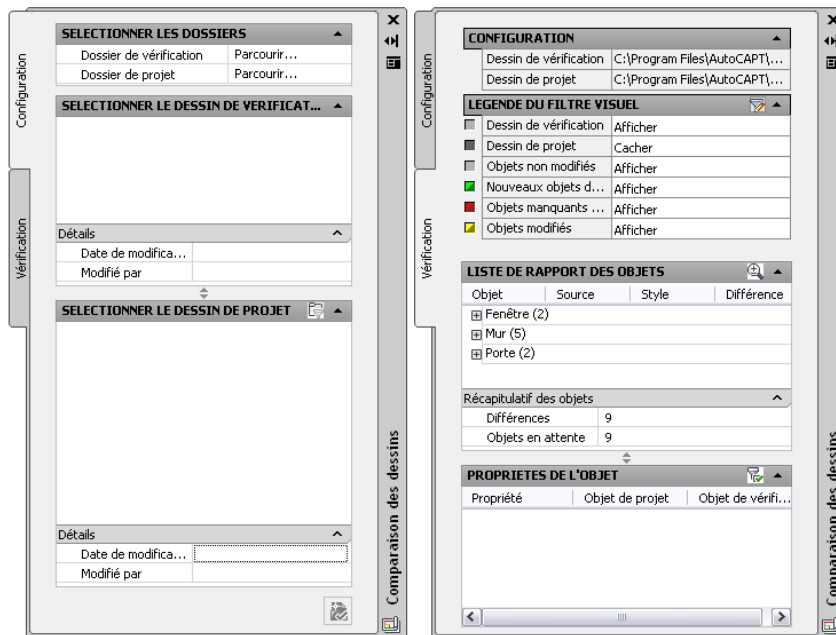 Configuration
Vérification
SELECTIONNER LES DOSSIERS
Dossier de vérification Parcourir...
Dossier de projet Parcourir...
SELECTIONNER LE DESSIN DE VERIFICAT...
Détails
Date de modifica...
Modifié par
SELECTIONNER LE DESSIN DE PROJET
Détails
Date de modifica...
Modifié par
Comparaison des dessins
Configuration
Vérification
CONFIGURATION
Dessin de vérification C:\Program Files\AutoCAPT\...
Dessin de projet C:\Program Files\AutoCAPT\...
LEGENDE DU FILTRE VISUEL
Dessin de vérification Afficher
Dessin de projet Cacher
Objets non modifiés Afficher
Nouveaux objets d... Afficher
Objets manquants ... Afficher
Objets modifiés Afficher
LISTE DE RAPPORT DES OBJETS
Objet Source Style Différence
Fenêtre (2)
Mur (5)
Porte (2)
Récapitulatif des objets
Différences 9
Objets en attente 9
PROPRIETES DE L'OBJET
Propriété Objet de projet Objet de vérifi...
Comparaison des dessins